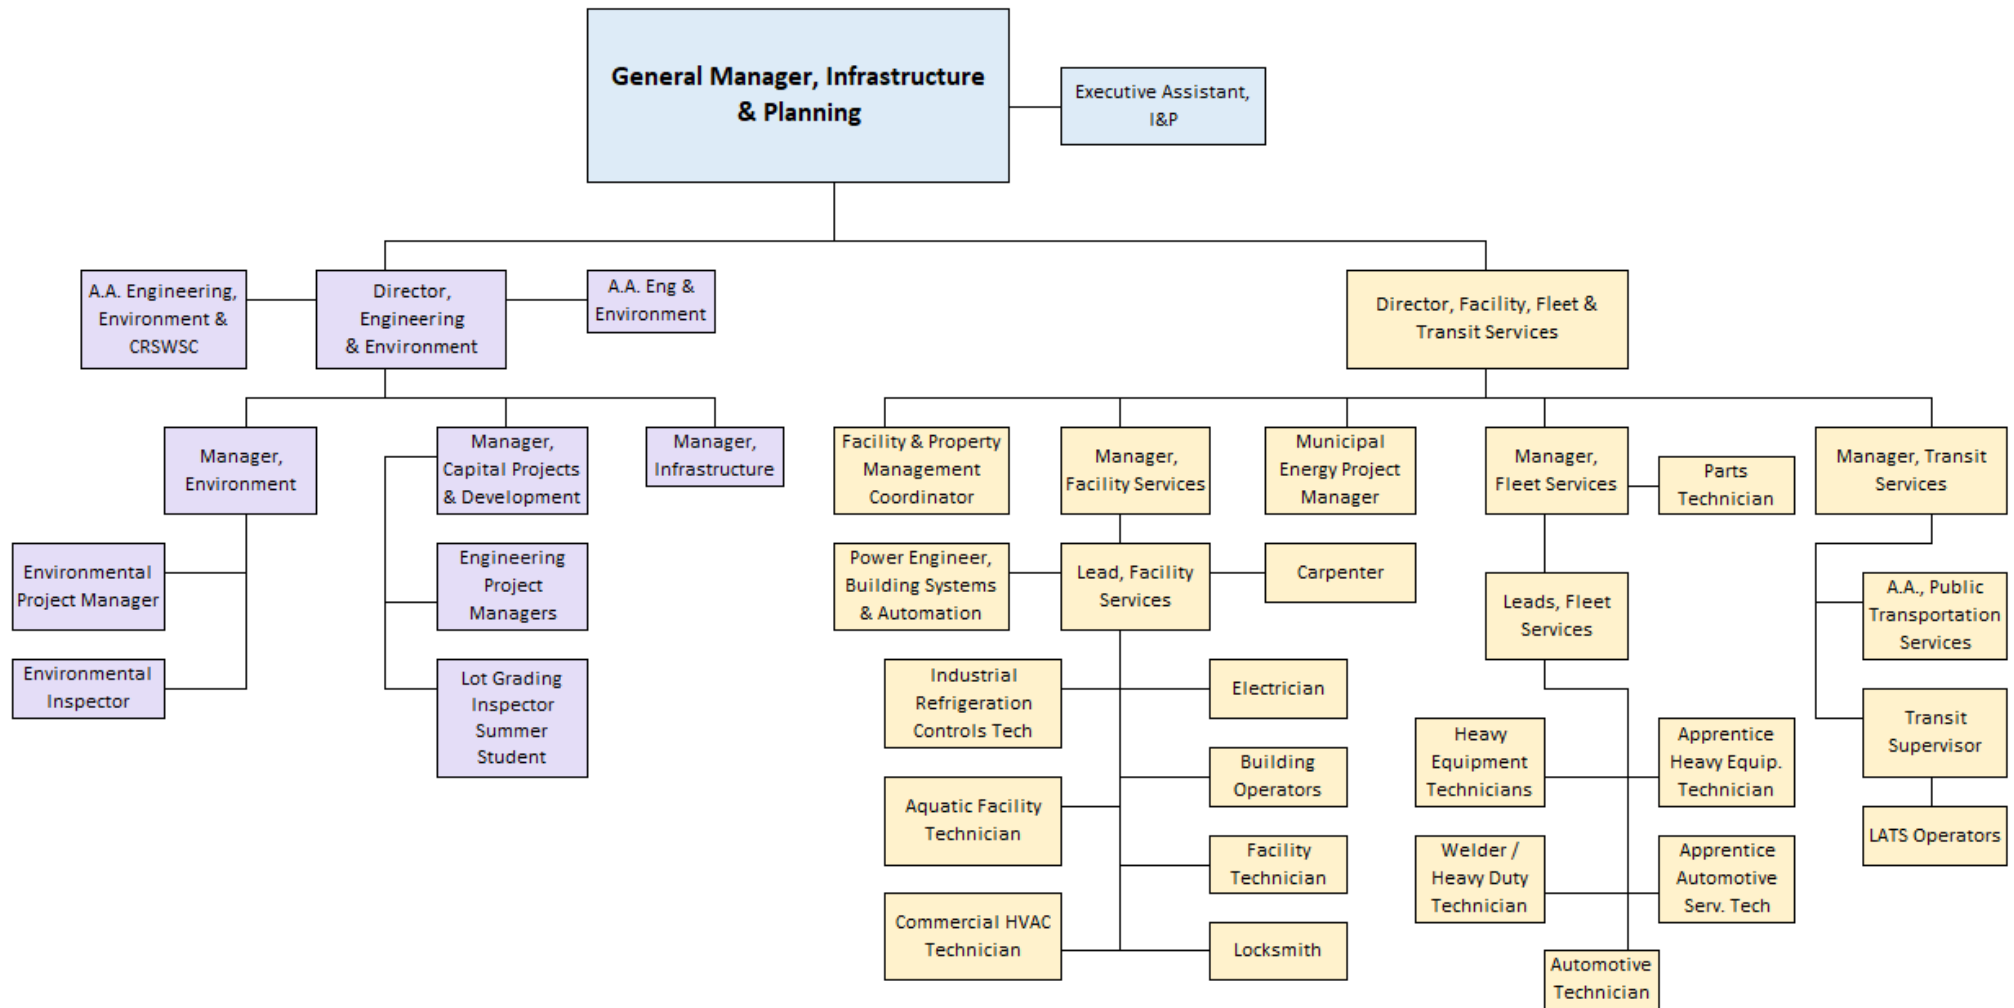 General Manager, Infrastructure
& Planning
Executive Assistant,
I&P
A.A. Engineering,
Environment &
CRSWSC
Director,
Engineering
& Environment
A.A. Eng &
Environment
Director, Facility, Fleet &
Transit Services
Manager,
Environment
Manager,
Capital Projects
& Development
Manager,
Infrastructure
Facility & Property
Management
Coordinator
Manager,
Facility Services
Municipal
Energy Project
Manager
Manager,
Fleet Services
Parts
Technician
Manager, Transit
Services
Environmental
Project Manager
Engineering
Project
Managers
Power Engineer,
Building Systems
& Automation
Lead, Facility
Services
Carpenter
Leads, Fleet
Services
A.A., Public
Transportation
Services
Environmental
Inspector
Lot Grading
Inspector
Summer
Student
Industrial
Refrigeration
Controls Tech
Electrician
Heavy
Equipment
Technicians
Apprentice
Heavy Equip.
Technician
Transit
Supervisor
Building
Operators
Aquatic Facility
Technician
LATS Operators
Facility
Technician
Welder /
Heavy Duty
Technician
Apprentice
Automotive
Serv. Tech
Commercial HVAC
Technician
Locksmith
Automotive
Technician